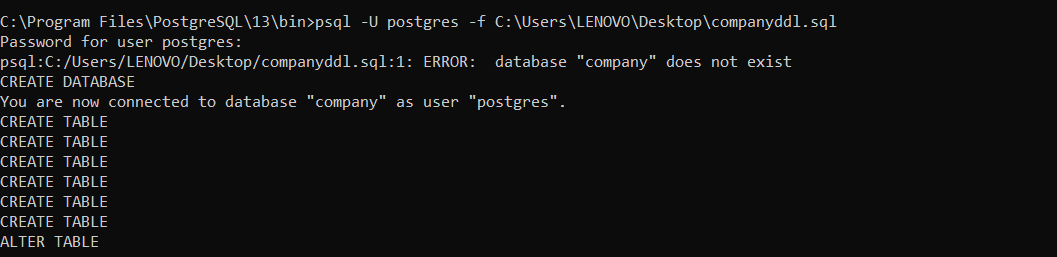 C:\Program Files\PostgreSQL\13\bin>psql -U postgres -f C:\Users\LENOVO\Desktop\companyddl.sql
Password for user postgres:
psql:C:/Users/LENOVO/Desktop/companyddl.sql:1: ERROR:  database "company" does not exist
CREATE DATABASE
You are now connected to database "company" as user "postgres".
CREATE TABLE
CREATE TABLE
CREATE TABLE
CREATE TABLE
CREATE TABLE
CREATE TABLE
ALTER TABLE